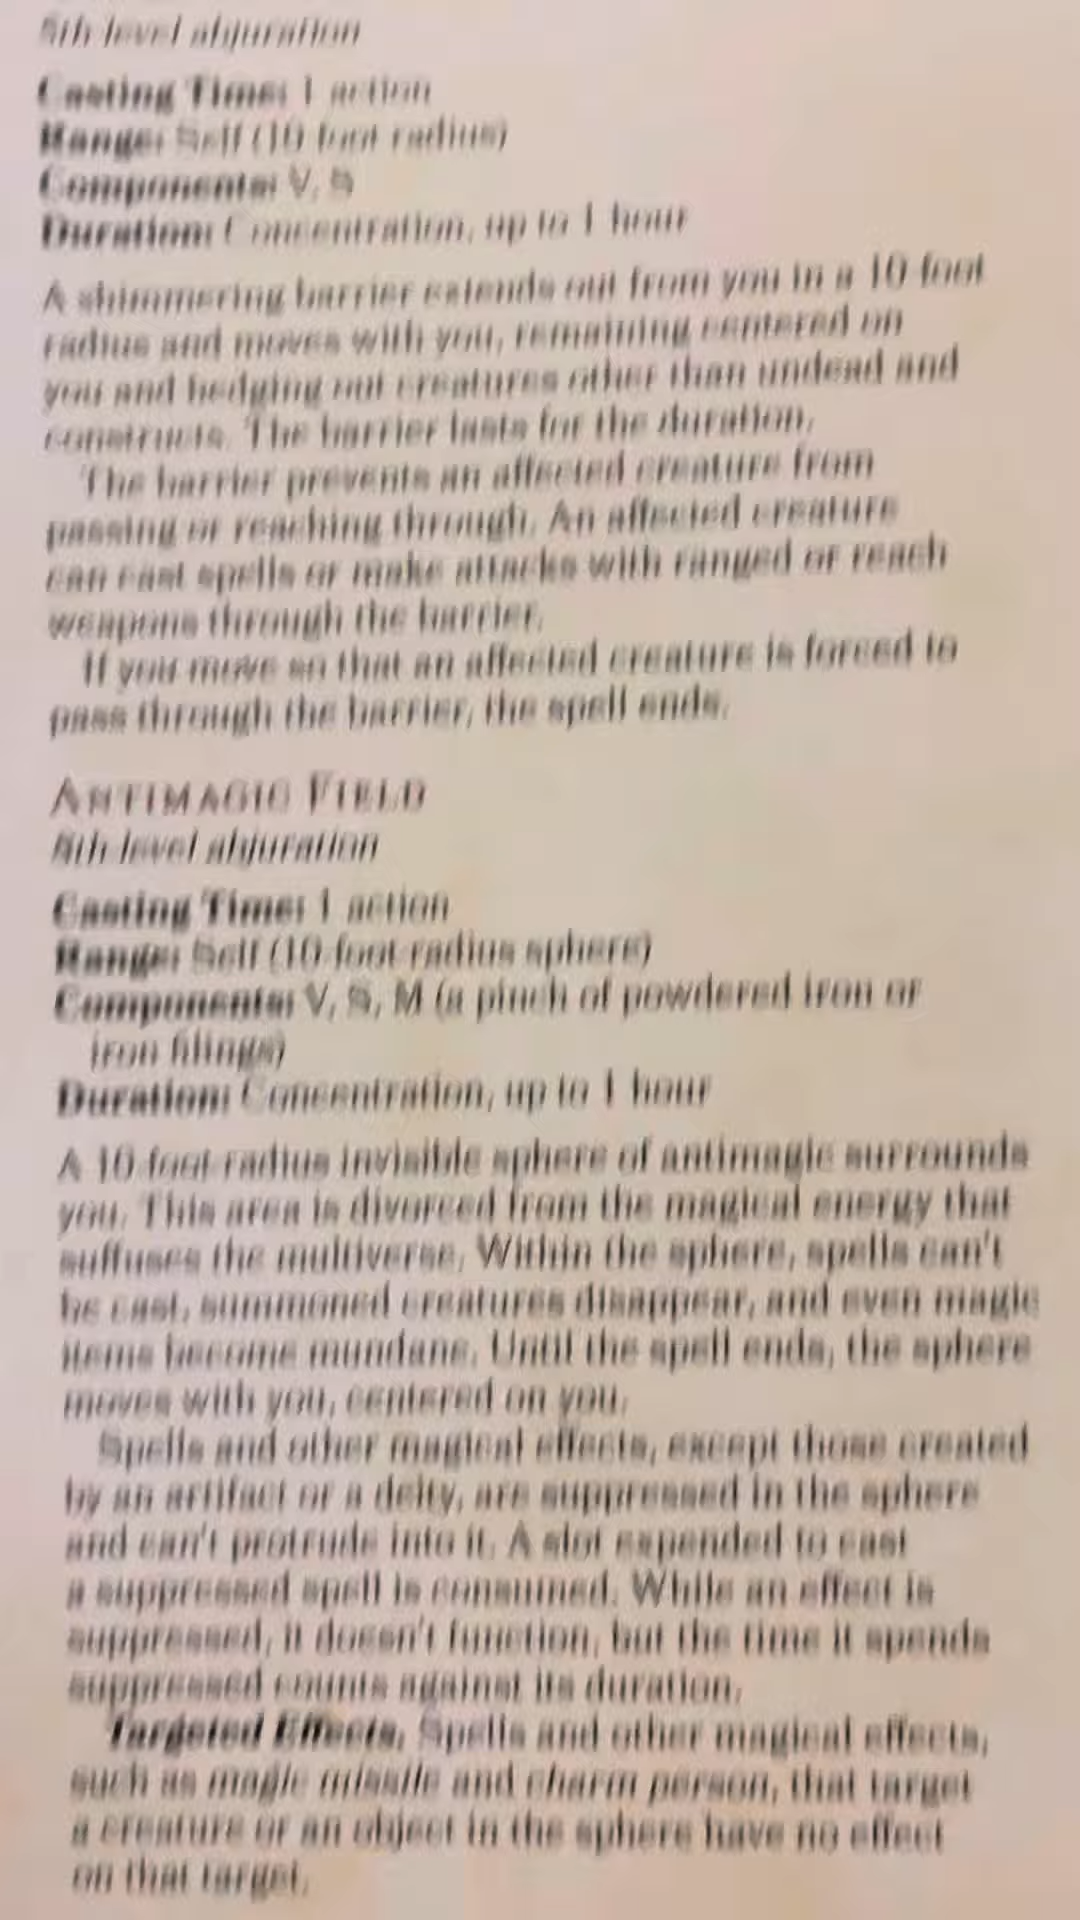 5th-level abjuration
Casting Time: 1 action
Range: Self (10-foot radius)
Components: V, S
Duration: Concentration, up to 1 hour
A shimmering barrier extends out from you in a 10-foot
radius and moves with you, remaining centered on
you and hedging out creatures other than undead and
constructs. The barrier lasts for the duration.
The barrier prevents an affected creature from
passing or reaching through. An affected creature
can cast spells or make attacks with ranged or reach
weapons through the barrier.
If you move so that an affected creature is forced to
pass through the barrier, the spell ends.
ANTIMAGIC FIELD
8th-level abjuration
Casting Time: 1 action
Range: Self (10-foot-radius sphere)
Components: V, S, M (a pinch of powdered iron or
iron filings)
Duration: Concentration, up to 1 hour
A 10-foot-radius invisible sphere of antimagic surrounds
you. This area is divorced from the magical energy that
suffuses the multiverse. Within the sphere, spells can't
be cast, summoned creatures disappear, and even magic
items become mundane. Until the spell ends, the sphere
moves with you, centered on you.
Spells and other magical effects, except those created
by an artifact or a deity, are suppressed in the sphere
and can't protrude into it. A slot expended to cast
a suppressed spell is consumed. While an effect is
suppressed, it doesn't function, but the time it spends
suppressed counts against its duration.
Targeted Effects. Spells and other magical effects,
such as magic missile and charm person, that target
a creature or an object in the sphere have no effect
on that target.